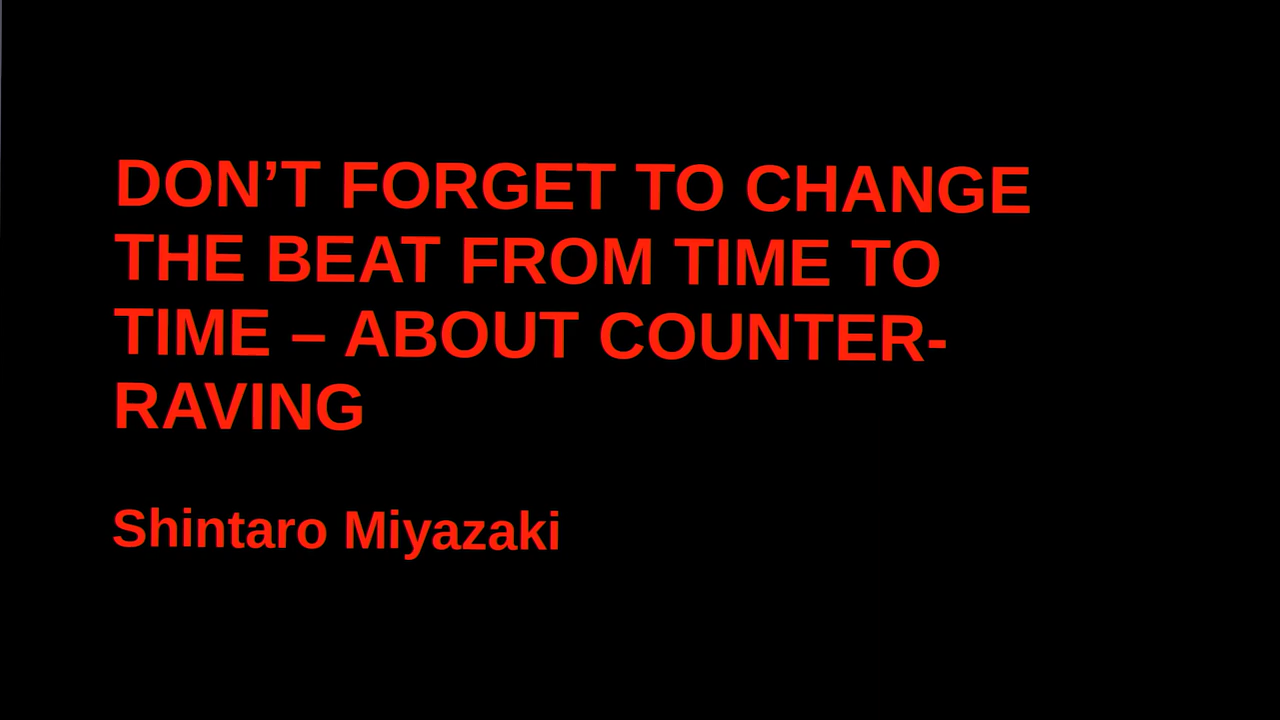 DON’T FORGET TO CHANGE
THE BEAT FROM TIME TO
TIME – ABOUT COUNTER-
RAVING
Shintaro Miyazaki